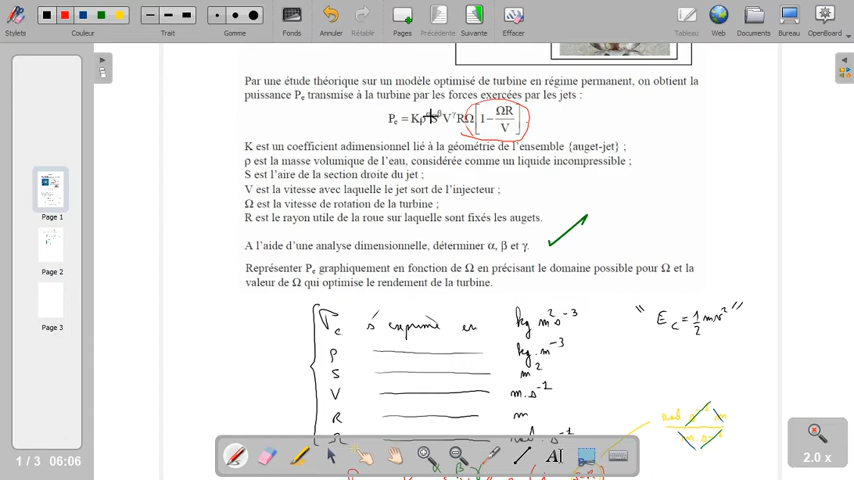 Stylets Trait Gomme Fonds Annuler Rétablir Pages Précédente Suivante Effacer Tableau Web Documents Bureau OpenBoard
Par une étude théorique sur un modèle optimisé de turbine en régime permanent, on obtient la
puissance Pe transmise à la turbine par les forces exercées par les jets :
Pe = Kρ^α S^β V^γ RΩ[1 − ΩR/V].
K est un coefficient adimensionnel lié à la géométrie de l'ensemble {auget-jet} ;
ρ est la masse volumique de l'eau, considérée comme un liquide incompressible ;
S est l'aire de la section droite du jet ;
V est la vitesse avec laquelle le jet sort de l'injecteur ;
Ω est la vitesse de rotation de la turbine ;
R est le rayon utile de la roue sur laquelle sont fixés les augets.
A l'aide d'une analyse dimensionnelle, déterminer α, β et γ.
Représenter Pe graphiquement en fonction de Ω en précisant le domaine possible pour Ω et la
valeur de Ω qui optimise le rendement de la turbine.
Pe s'exprime en kg m² s⁻³
" Ec = 1/2 mv² "
ρ kg.m⁻³
S m²
V m.s⁻¹
R m
Ω rad.s⁻¹
Page 1
Page 2
Page 3
1 / 3 06:06
2.0 x